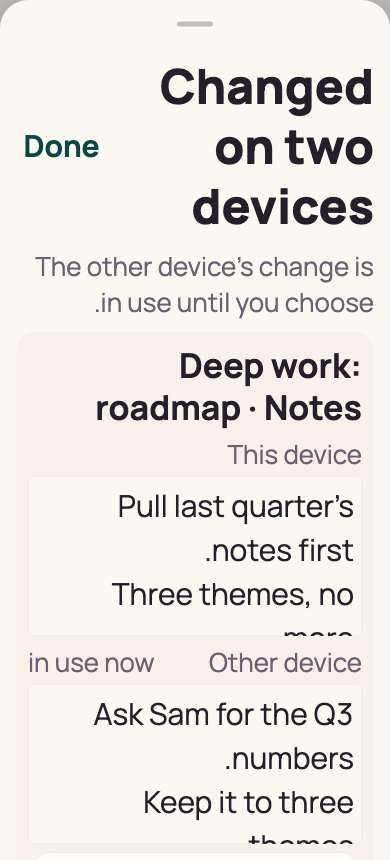 Changed
on two
devices
Done
The other device's change is
in use until you choose.
Deep work:
roadmap · Notes
This device
Pull last quarter's
notes first.
Three themes, no
more
Other device
in use now
Ask Sam for the Q3
numbers.
Keep it to three
themes